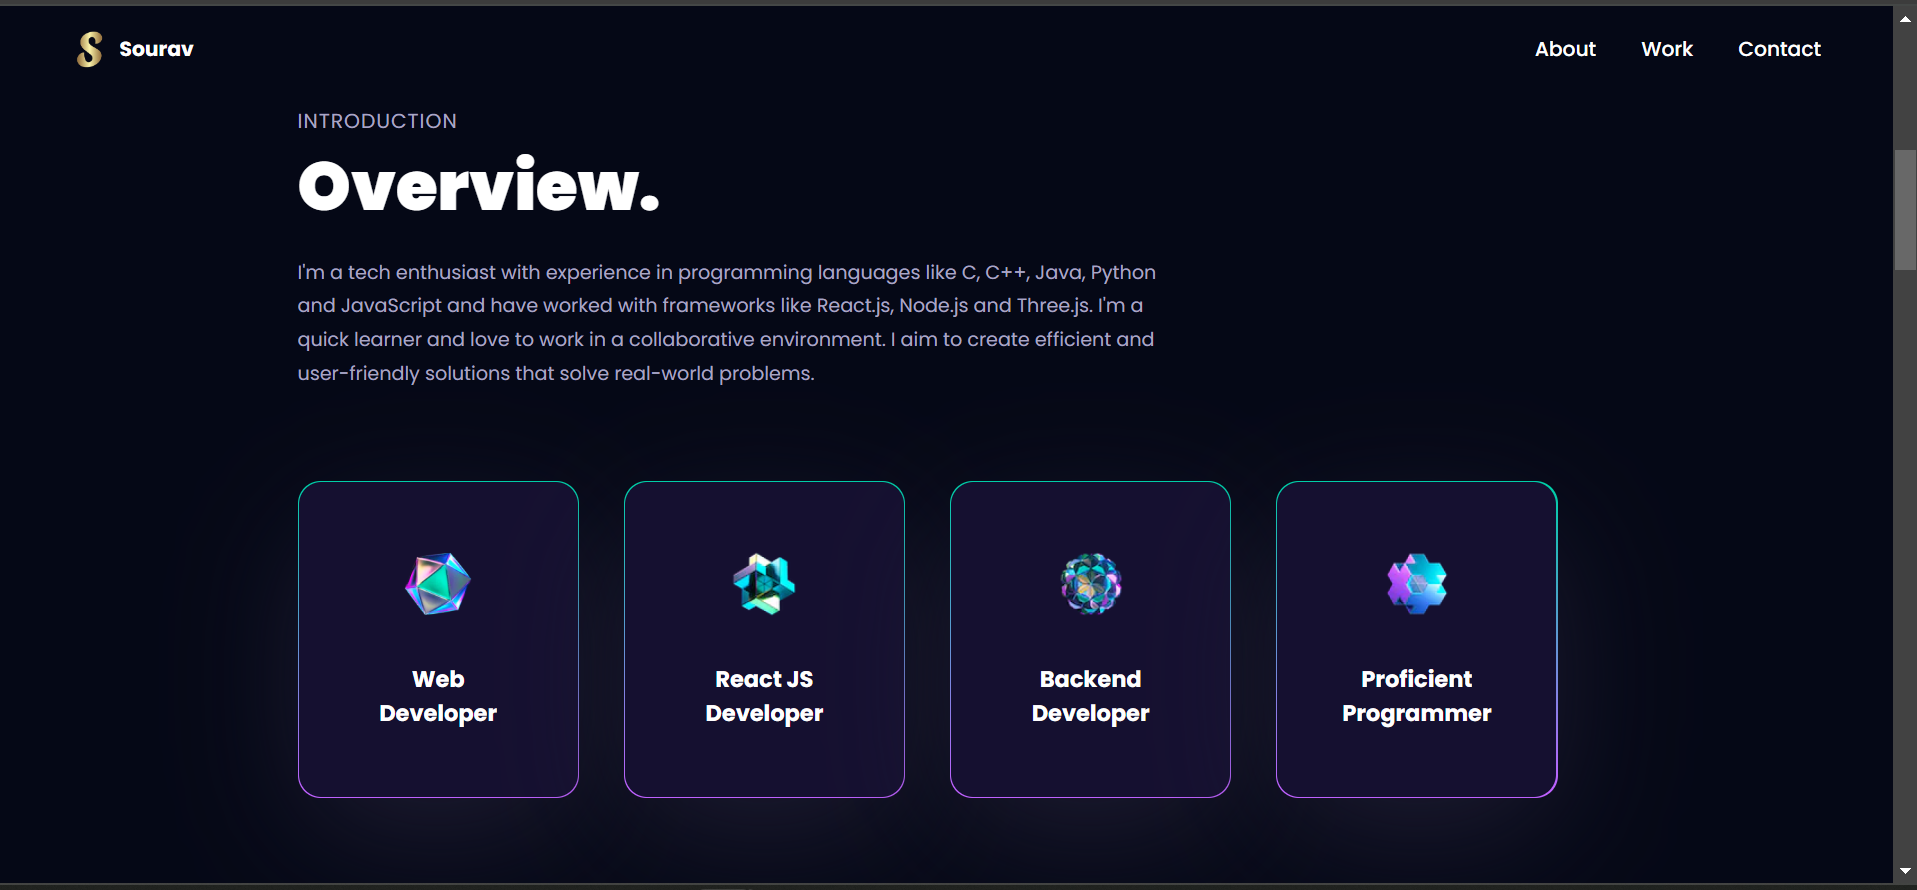 Sourav
About
Work
Contact
INTRODUCTION
Overview.
I'm a tech enthusiast with experience in programming languages like C, C++, Java, Python
and JavaScript and have worked with frameworks like React.js, Node.js and Three.js. I'm a
quick learner and love to work in a collaborative environment. I aim to create efficient and
user-friendly solutions that solve real-world problems.
Web
Developer
React JS
Developer
Backend
Developer
Proficient
Programmer